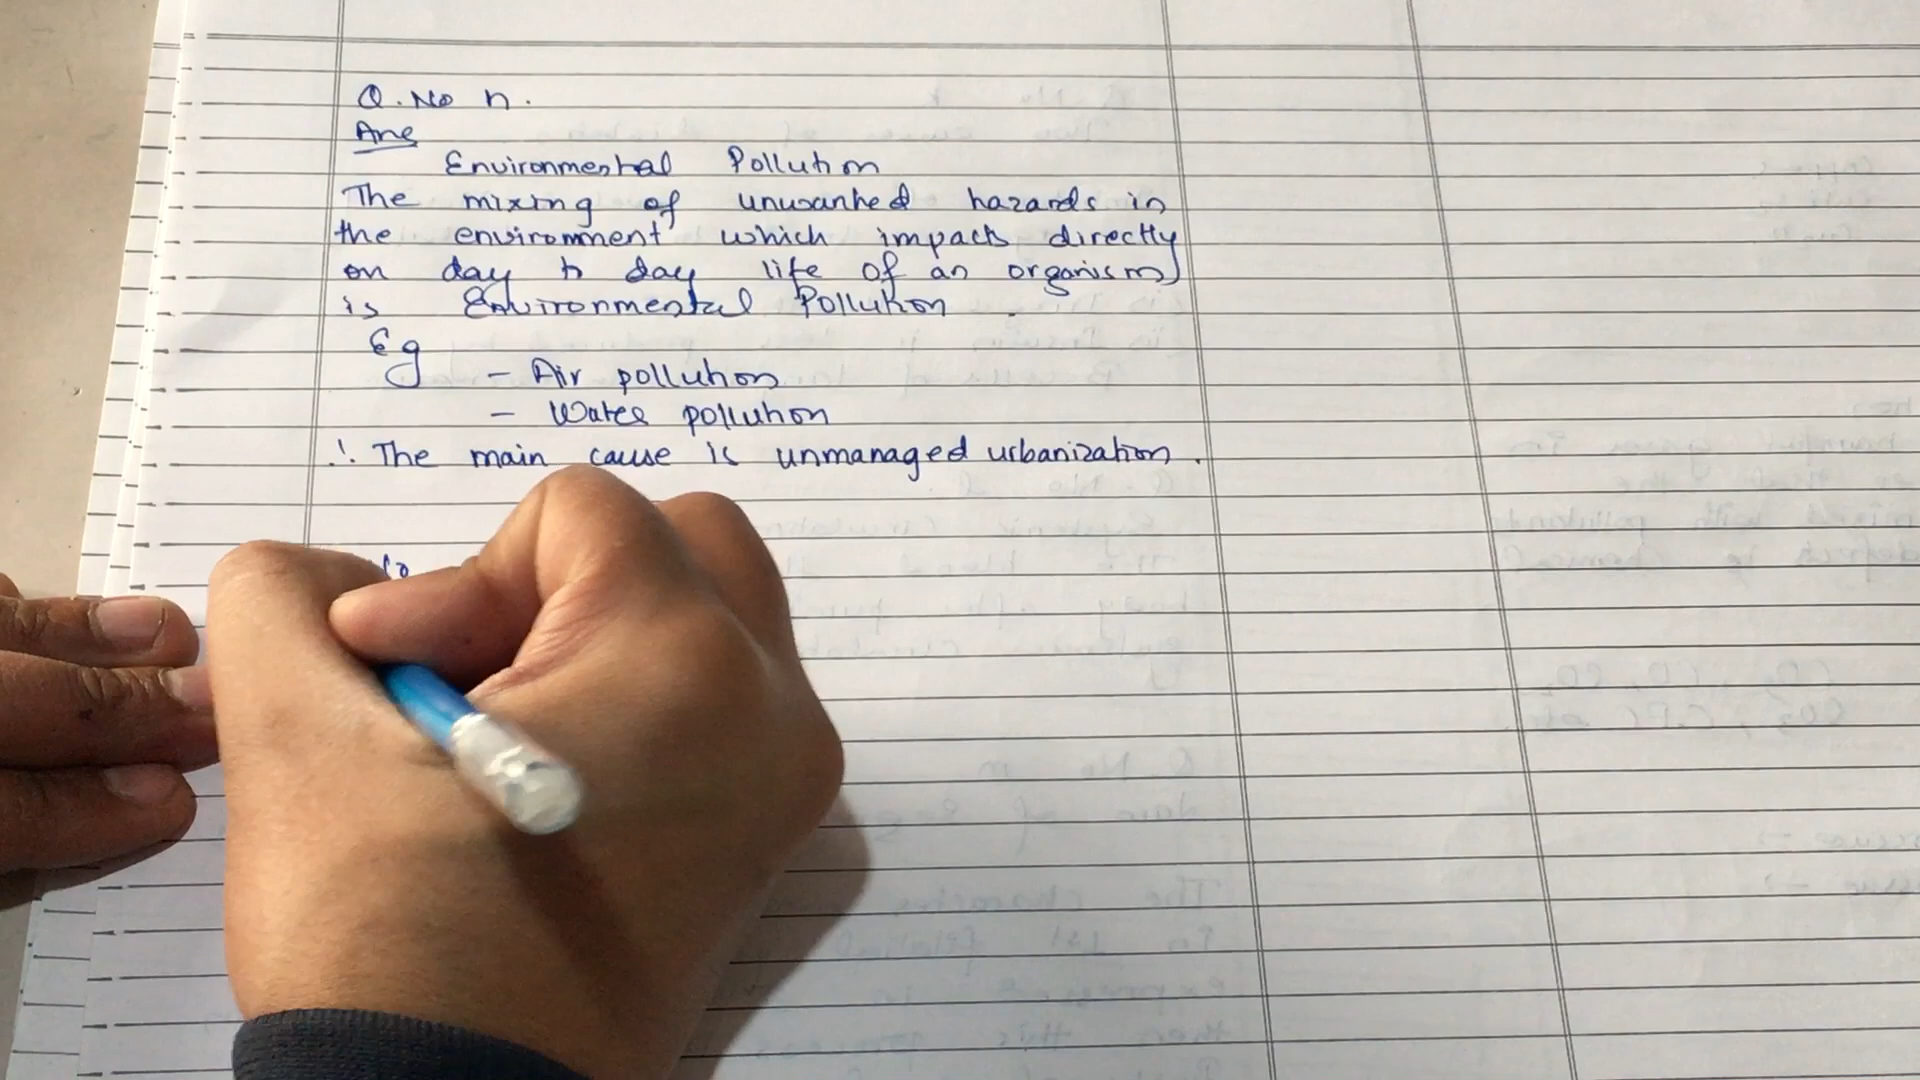 Q. No n.
Ans
Environmental Pollution
The mixing of unwanted hazards in
the environment which impacts directly
on day to day life of an organism
is Environmental Pollution.
Eg
- Air pollution
- Water pollution
∴ The main cause is unmanaged urbanization.